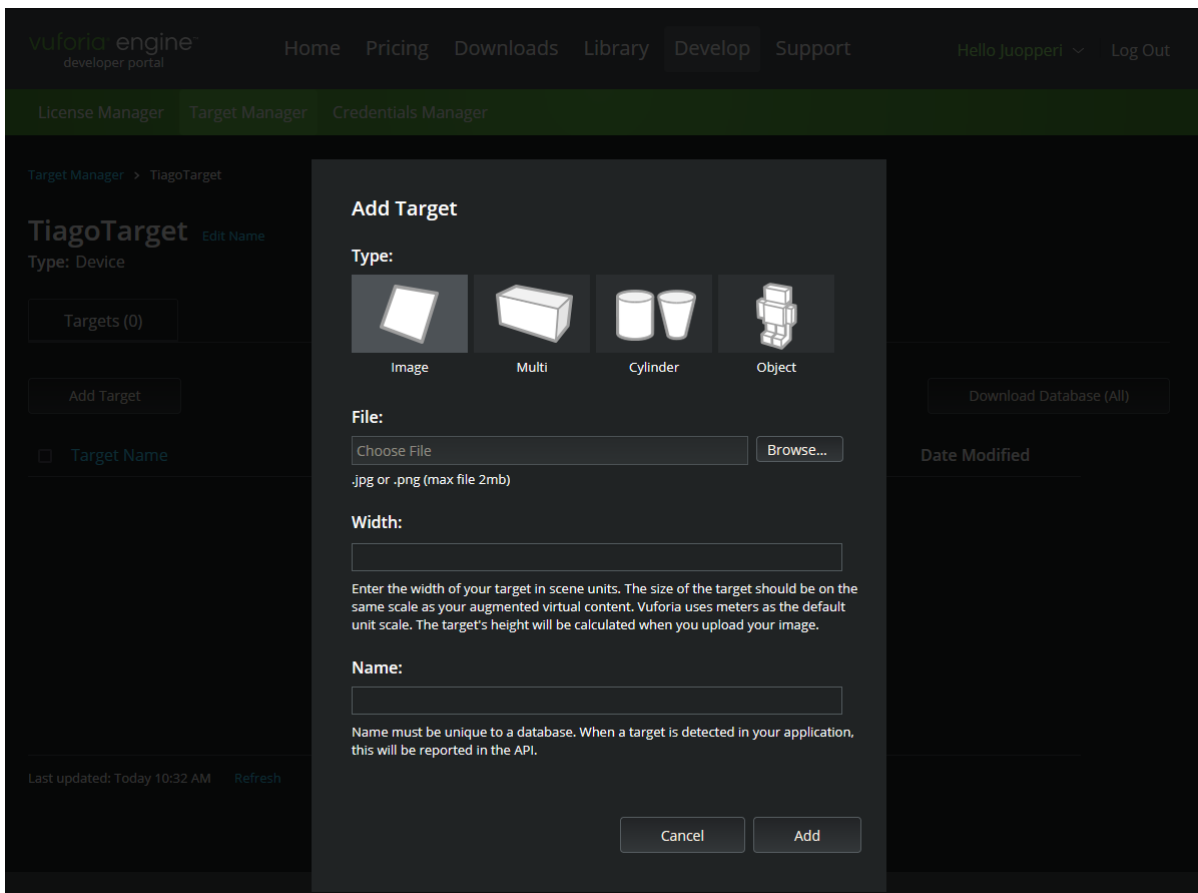 vuforia engine™
developer portal
Home Pricing Downloads Library Develop Support
Hello Juopperi Log Out
License Manager Target Manager Credentials Manager
Target Manager > TiagoTarget
TiagoTarget Edit Name
Type: Device
Targets (0)
Add Target
Download Database (All)
Target Name
Date Modified
Last updated: Today 10:32 AM Refresh
Add Target
Type:
Image Multi Cylinder Object
File:
Choose File Browse...
.jpg or .png (max file 2mb)
Width:
Enter the width of your target in scene units. The size of the target should be on the
same scale as your augmented virtual content. Vuforia uses meters as the default
unit scale. The target's height will be calculated when you upload your image.
Name:
Name must be unique to a database. When a target is detected in your application,
this will be reported in the API.
Cancel Add